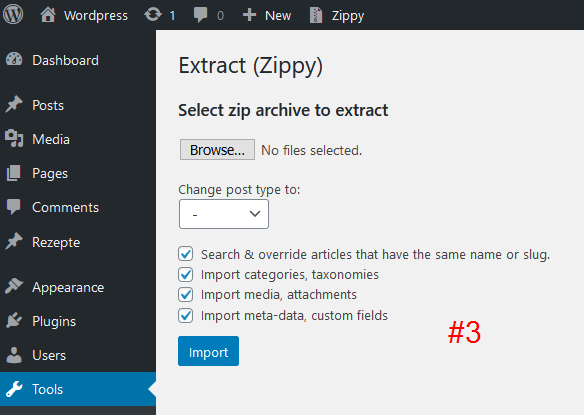 Wordpress 1 0 New Zippy
Dashboard
Posts
Media
Pages
Comments
Rezepte
Appearance
Plugins
Users
Tools
Extract (Zippy)
Select zip archive to extract
Browse... No files selected.
Change post type to:
-
Search & override articles that have the same name or slug.
Import categories, taxonomies
Import media, attachments
Import meta-data, custom fields
#3
Import